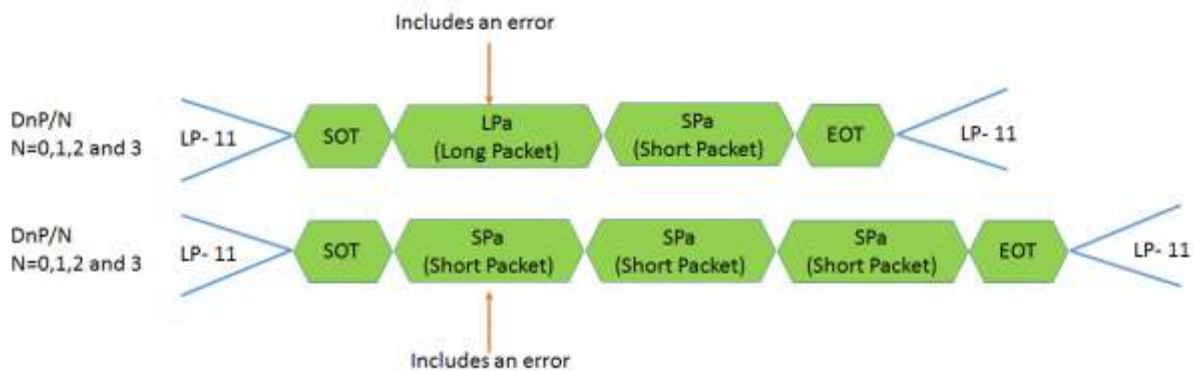 Includes an error
DnP/N
N=0,1,2 and 3
LP- 11
SOT
LPa
(Long Packet)
SPa
(Short Packet)
EOT
LP- 11
DnP/N
N=0,1,2 and 3
LP- 11
SOT
SPa
(Short Packet)
SPa
(Short Packet)
SPa
(Short Packet)
EOT
LP- 11
Includes an error